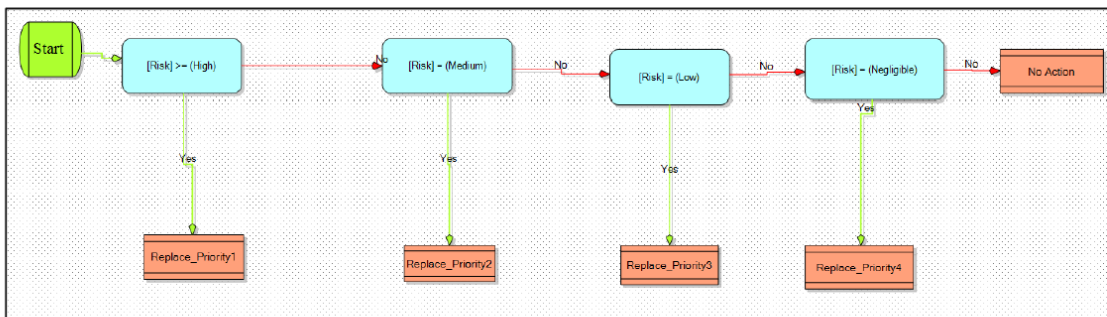 Start
[Risk] >= (High)
No
[Risk] = (Medium)
No
[Risk] = (Low)
No
[Risk] = (Negligible)
No
No Action
Yes
Yes
Yes
Yes
Replace_Priority1
Replace_Priority2
Replace_Priority3
Replace_Priority4